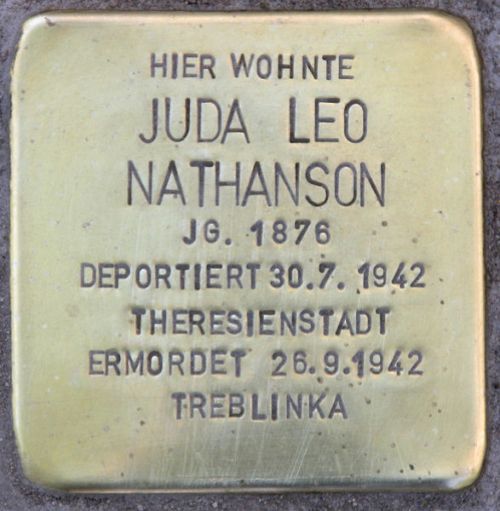 HIER WOHNTE
JUDA LEO
NATHANSON
JG. 1876
DEPORTIERT 30.7. 1942
THERESIENSTADT
ERMORDET 26.9.1942
TREBLINKA